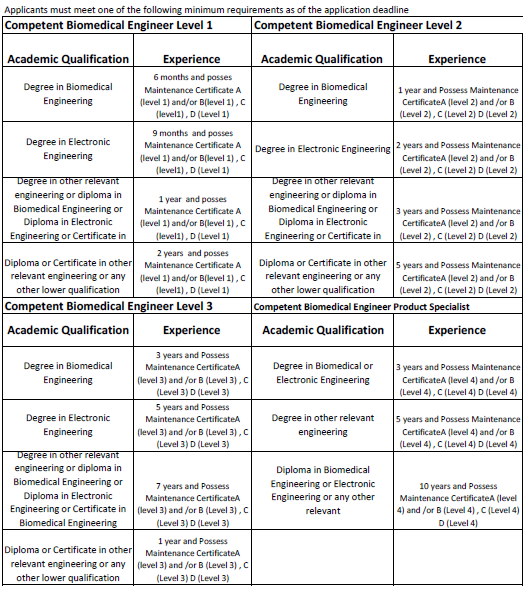 Applicants must meet one of the following minimum requirements as of the application deadline
Competent Biomedical Engineer Level 1
Competent Biomedical Engineer Level 2
Academic Qualification
Experience
Academic Qualification
Experience
Degree in Biomedical
Engineering
6 months and posses
Maintenance Certificate A
(level 1) and/or B(level 1) , C
(level1) , D (Level 1)
Degree in Biomedical
Engineering
1 year and Possess Maintenance
CertificateA (level 2) and /or B
(Level 2) , C (Level 2) D (Level 2)
Degree in Electronic
Engineering
9 months and posses
Maintenance Certificate A
(level 1) and/or B(level 1) , C
(level1) , D (Level 1)
Degree in Electronic Engineering
2 years and Possess Maintenance
CertificateA (level 2) and /or B
(Level 2) , C (Level 2) D (Level 2)
Degree in other relevant
engineering or diploma in
Biomedical Engineering or
Diploma in Electronic
Engineering or Certificate in
1 year and posses
Maintenance Certificate A
(level 1) and/or B(level 1) , C
(level1) , D (Level 1)
Degree in other relevant
engineering or diploma in
Biomedical Engineering or
Diploma in Electronic
Engineering or Certificate in
3 years and Possess Maintenance
CertificateA (level 2) and /or B
(Level 2) , C (Level 2) D (Level 2)
Diploma or Certificate in other
relevant engineering or any
other lower qualification
2 years and posses
Maintenance Certificate A
(level 1) and/or B(level 1) , C
(level1) , D (Level 1)
Diploma or Certificate in other
relevant engineering or any
other lower qualification
5 years and Possess Maintenance
CertificateA (level 2) and /or B
(Level 2) , C (Level 2) D (Level 2)
Competent Biomedical Engineer Level 3
Competent Biomedical Engineer Product Specialist
Academic Qualification
Experience
Academic Qualification
Experience
Degree in Biomedical
Engineering
3 years and Possess
Maintenance CertificateA
(level 3) and /or B (Level 3) , C
(Level 3) D (Level 3)
Degree in Biomedical or
Electronic Engineering
3 years and Possess Maintenance
CertificateA (level 4) and /or B
(Level 4) , C (Level 4) D (Level 4)
Degree in Electronic
Engineering
5 years and Possess
Maintenance CertificateA
(level 3) and /or B (Level 3) , C
(Level 3) D (Level 3)
Degree in other relevant
engineering
5 years and Possess Maintenance
CertificateA (level 4) and /or B
(Level 4) , C (Level 4) D (Level 4)
Degree in other relevant
engineering or diploma in
Biomedical Engineering or
Diploma in Electronic
Engineering or Certificate in
Biomedical Engineering
7 years and Possess
Maintenance CertificateA
(level 3) and /or B (Level 3) , C
(Level 3) D (Level 3)
Diploma in Biomedical
Engineering or Electronic
Engineering or any other
relevant
10 years and Possess
Maintenance CertificateA (level
4) and /or B (Level 4) , C (Level 4)
D (Level 4)
Diploma or Certificate in other
relevant engineering or any
other lower qualification
1 year and Possess
Maintenance CertificateA
(level 3) and /or B (Level 3) , C
(Level 3) D (Level 3)